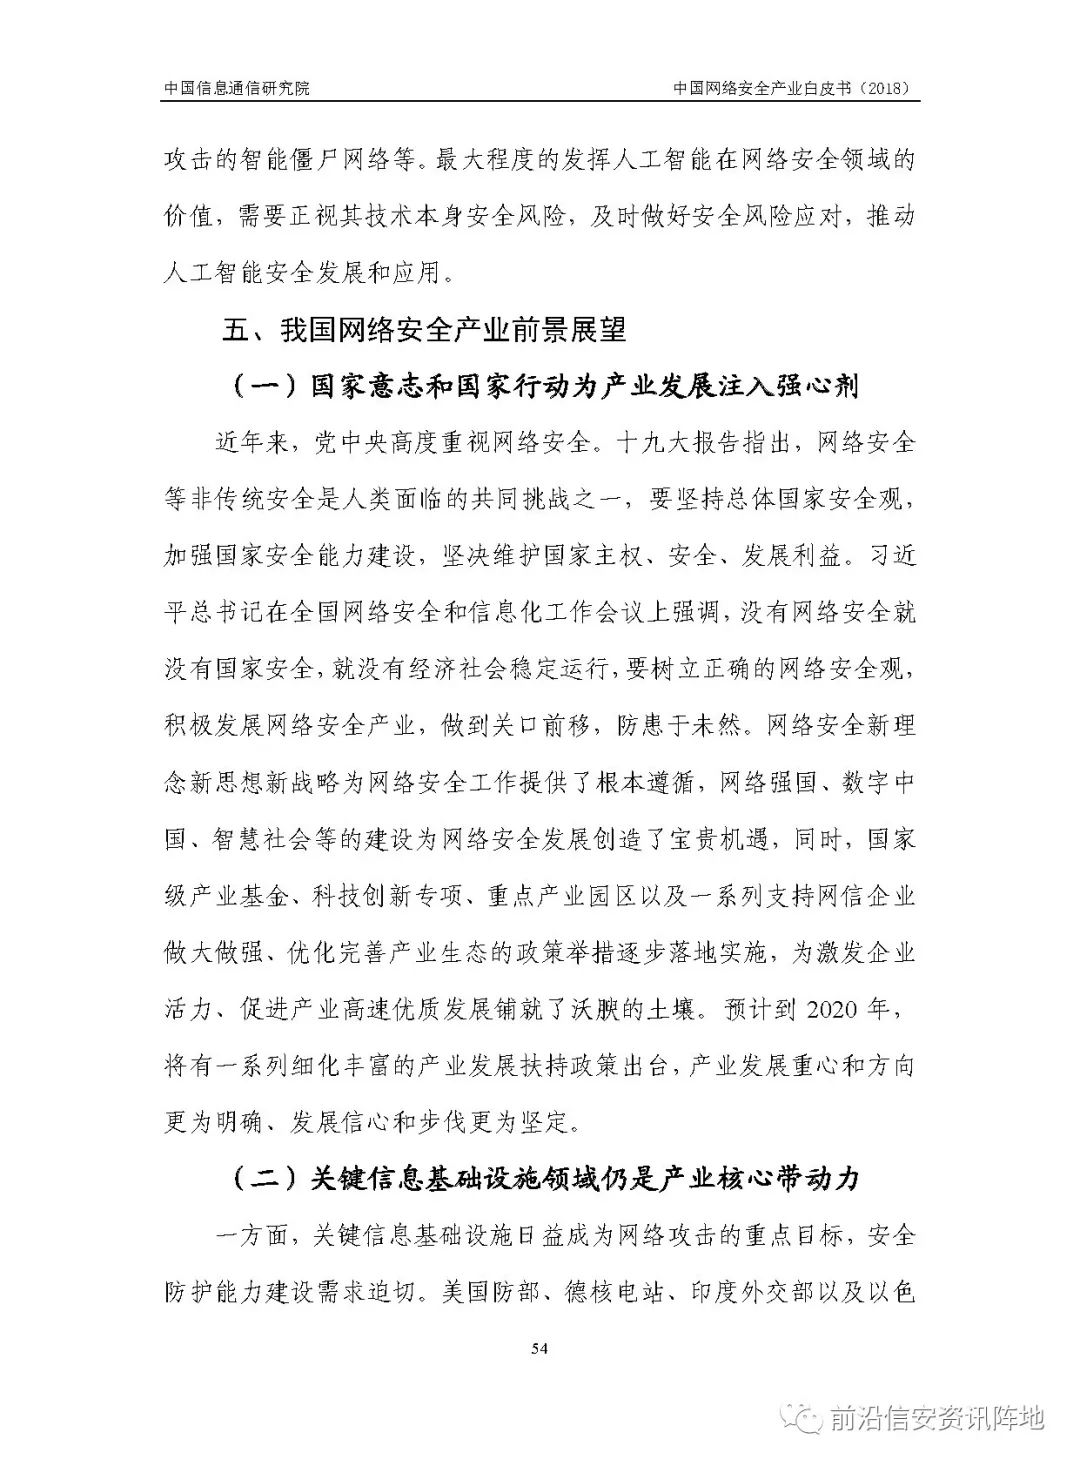 中国信息通信研究院
中国网络安全产业白皮书（2018）
攻击的智能僵尸网络等。最大程度的发挥人工智能在网络安全领域的
价值，需要正视其技术本身安全风险，及时做好安全风险应对，推动
人工智能安全发展和应用。
五、我国网络安全产业前景展望
（一）国家意志和国家行动为产业发展注入强心剂
近年来，党中央高度重视网络安全。十九大报告指出，网络安全
等非传统安全是人类面临的共同挑战之一，要坚持总体国家安全观，
加强国家安全能力建设，坚决维护国家主权、安全、发展利益。习近
平总书记在全国网络安全和信息化工作会议上强调，没有网络安全就
没有国家安全，就没有经济社会稳定运行，要树立正确的网络安全观，
积极发展网络安全产业，做到关口前移，防患于未然。网络安全新理
念新思想新战略为网络安全工作提供了根本遵循，网络强国、数字中
国、智慧社会等的建设为网络安全发展创造了宝贵机遇，同时，国家
级产业基金、科技创新专项、重点产业园区以及一系列支持网信企业
做大做强、优化完善产业生态的政策举措逐步落地实施，为激发企业
活力、促进产业高速优质发展铺就了沃腴的土壤。预计到 2020 年，
将有一系列细化丰富的产业发展扶持政策出台，产业发展重心和方向
更为明确、发展信心和步伐更为坚定。
（二）关键信息基础设施领域仍是产业核心带动力
一方面，关键信息基础设施日益成为网络攻击的重点目标，安全
防护能力建设需求迫切。美国防部、德核电站、印度外交部以及以色
54
前沿信安资讯阵地